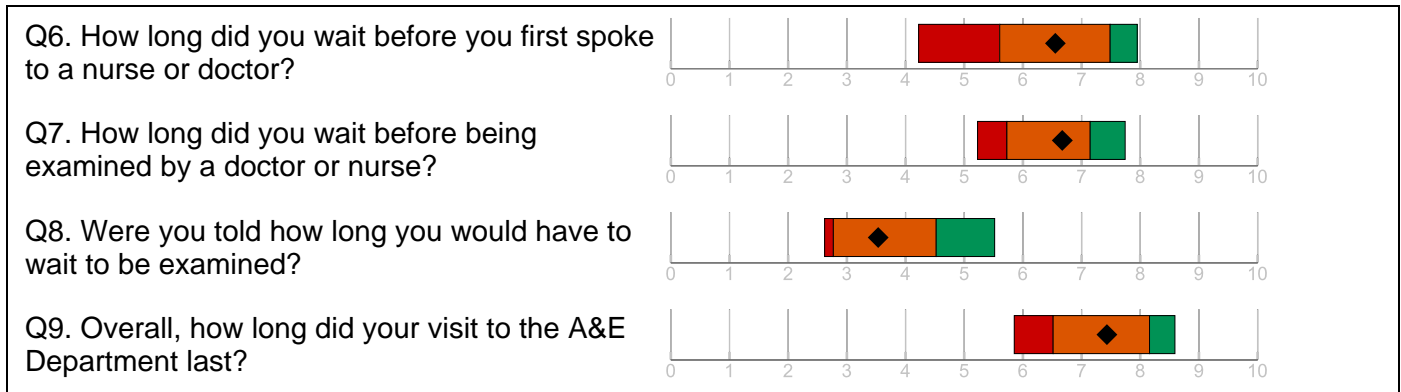 Q6. How long did you wait before you first spoke
to a nurse or doctor?
0 1 2 3 4 5 6 7 8 9 10
Q7. How long did you wait before being
examined by a doctor or nurse?
0 1 2 3 4 5 6 7 8 9 10
Q8. Were you told how long you would have to
wait to be examined?
0 1 2 3 4 5 6 7 8 9 10
Q9. Overall, how long did your visit to the A&E
Department last?
0 1 2 3 4 5 6 7 8 9 10